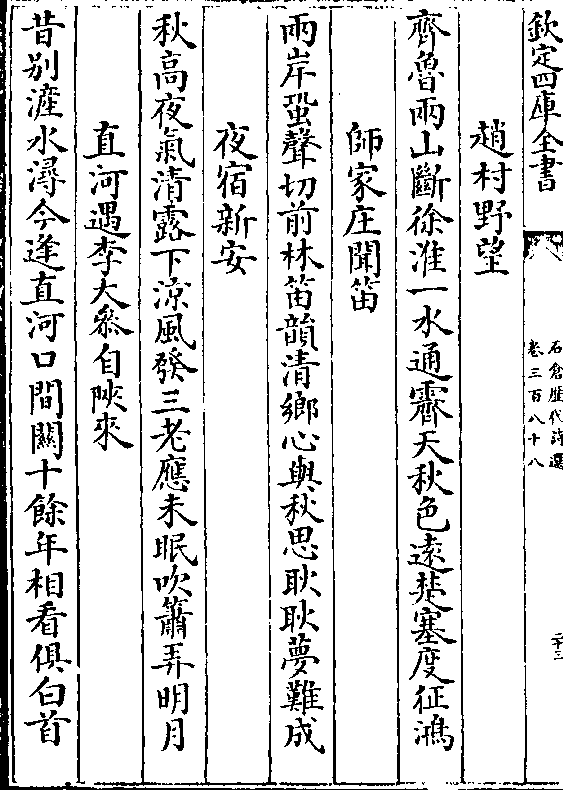 欽定四庫全書
石倉歷代詩選
卷三百八十八
二十三
趙村野望
齊魯兩山斷徐淮一水通霽天秋色遠楚塞度征鴻
師家庄聞笛
兩岸蛩聲切前林笛韻清鄉心與秋思耿耿夢難成
夜宿新安
秋高夜氣清露下涼風發三老應未眠吹簫弄明月
直河遇李大叅自陜來
昔别漄水潯今逢直河口間關十餘年相看俱白首